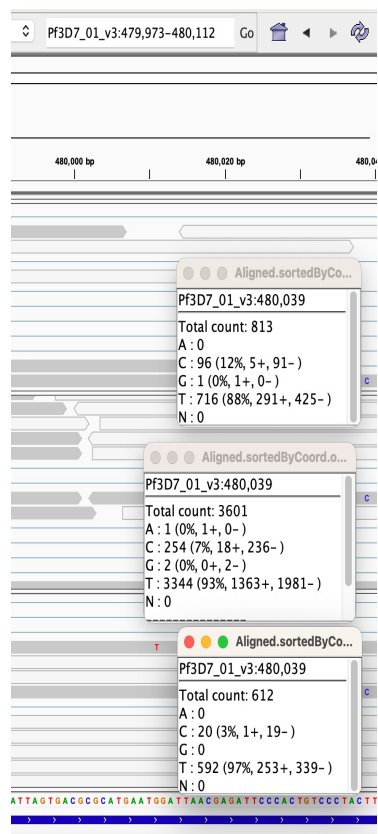 Pf3D7_01_v3:479,973-480,112 Go
480,000 bp 480,020 bp 480,04
Aligned.sortedByCo...
Pf3D7_01_v3:480,039
Total count: 813
A : 0
C : 96 (12%, 5+, 91- )
G : 1 (0%, 1+, 0- )
T : 716 (88%, 291+, 425- )
N : 0
C
Aligned.sortedByCoord.o...
Pf3D7_01_v3:480,039
Total count: 3601
A : 1 (0%, 1+, 0- )
C : 254 (7%, 18+, 236- )
G : 2 (0%, 0+, 2- )
T : 3344 (93%, 1363+, 1981- )
N : 0
---------------
C
Aligned.sortedByCo...
Pf3D7_01_v3:480,039
Total count: 612
A : 0
C : 20 (3%, 1+, 19- )
G : 0
T : 592 (97%, 253+, 339- )
N : 0
T
C
ATTAGTGACGCGCATGAATGGATTAACGAGATTCCCACTGTCCCTACTT